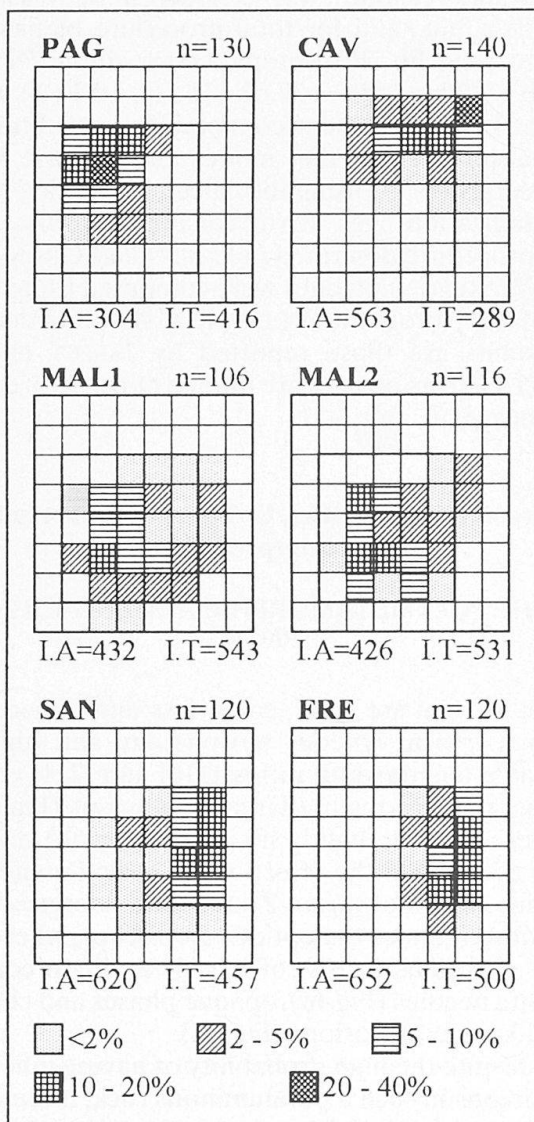 PAG n=130 CAV n=140
I.A=304 I.T=416 I.A=563 I.T=289
MAL1 n=106 MAL2 n=116
I.A=432 I.T=543 I.A=426 I.T=531
SAN n=120 FRE n=120
I.A=620 I.T=457 I.A=652 I.T=500
<2% 2 - 5% 5 - 10%
10 - 20% 20 - 40%